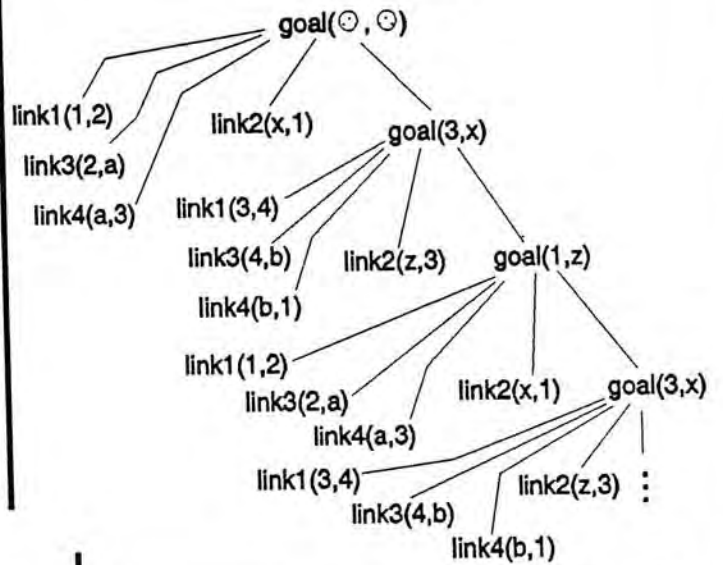 goal(☺, ☺)
link1(1,2)
link2(x,1)
goal(3,x)
link3(2,a)
link4(a,3)
link1(3,4)
link3(4,b)
link2(z,3)
goal(1,z)
link4(b,1)
link1(1,2)
link3(2,a)
link2(x,1)
goal(3,x)
link4(a,3)
link1(3,4)
link2(z,3)
link3(4,b)
link4(b,1)